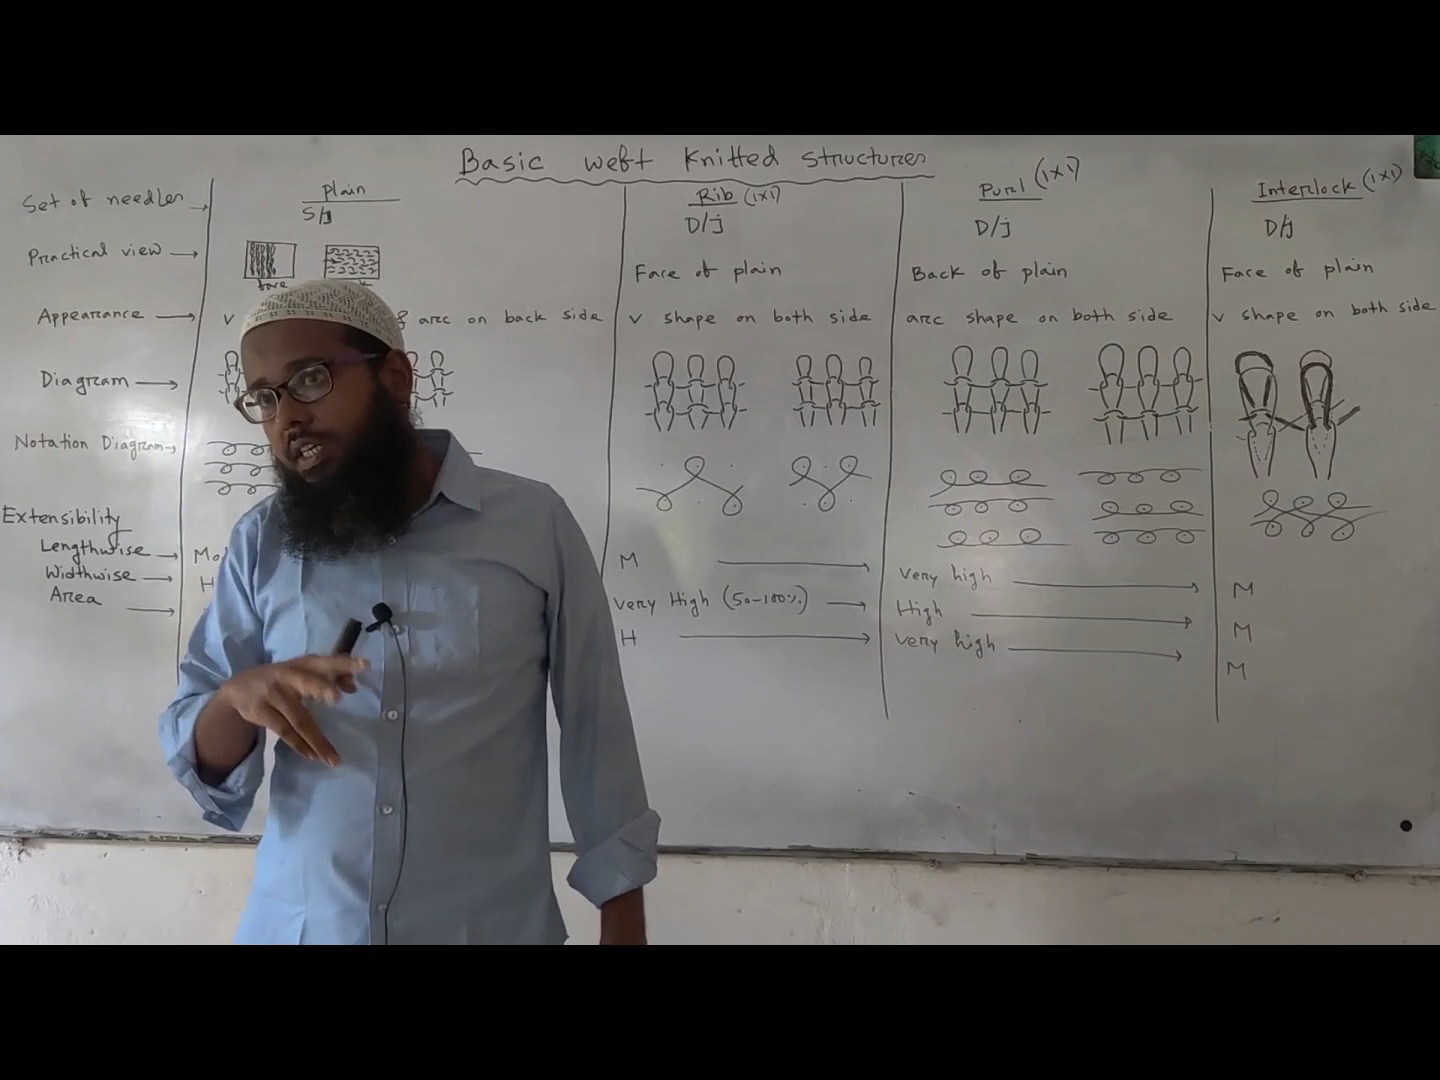 Basic weft Knitted structures
Set of needles
Practical view
Appearance
Diagram
Notation Diagram
Extensibility
Lengthwise
Widthwise
Area
plain
S/j
face
V
arc on back side
H
Rib (1x1)
D/j
Face of plain
V shape on both side
M
very High (50-100%)
H
Purl (1x1)
D/j
Back of plain
arc shape on both side
very high
High
very high
Interlock (1x1)
D/j
Face of plain
V shape on both side
M
M
M